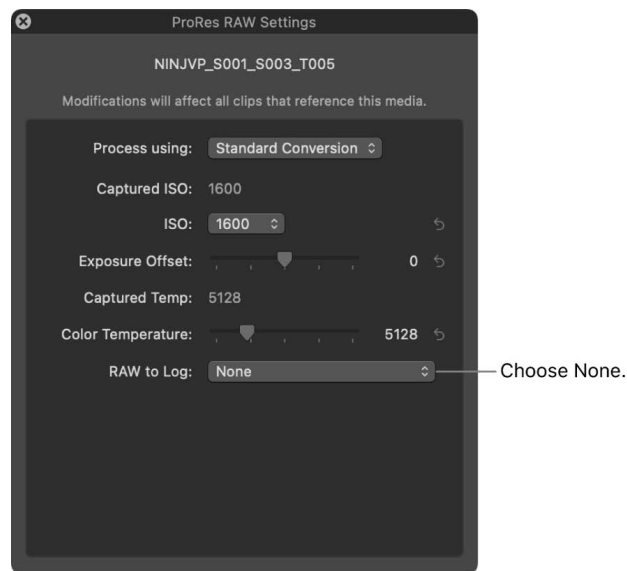 ProRes RAW Settings
NINJVP_S001_S003_T005
Modifications will affect all clips that reference this media.
Process using: Standard Conversion
Captured ISO: 1600
ISO: 1600
Exposure Offset: 0
Captured Temp: 5128
Color Temperature: 5128
RAW to Log: None
Choose None.